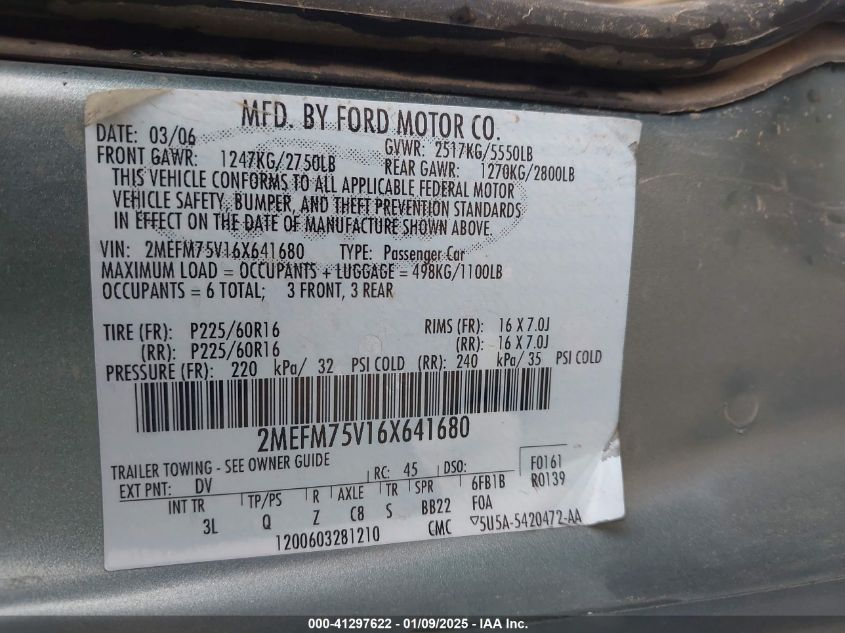 MFD. BY FORD MOTOR CO.
DATE: 03/06 GVWR: 2517KG/5550LB
FRONT GAWR: 1247KG/2750LB REAR GAWR: 1270KG/2800LB
THIS VEHICLE CONFORMS TO ALL APPLICABLE FEDERAL MOTOR
VEHICLE SAFETY, BUMPER, AND THEFT PREVENTION STANDARDS
IN EFFECT ON THE DATE OF MANUFACTURE SHOWN ABOVE.
VIN: 2MEFM75V16X641680 TYPE: Passenger Car
MAXIMUM LOAD = OCCUPANTS + LUGGAGE = 498KG/1100LB
OCCUPANTS = 6 TOTAL; 3 FRONT, 3 REAR
TIRE (FR): P225/60R16 RIMS (FR): 16 X 7.0J
(RR): P225/60R16 (RR): 16 X 7.0J
PRESSURE (FR): 220 kPa/ 32 PSI COLD (RR): 240 kPa/ 35 PSI COLD
2MEFM75V16X641680
TRAILER TOWING - SEE OWNER GUIDE RC: 45 DSO: F0161
EXT PNT: DV 6FB1B R0139
INT TR TP/PS R AXLE TR SPR FOA
3L Q Z C8 S BB22
1200603281210 CMC ▽5U5A-5420472-AA
000-41297622 - 01/09/2025 - IAA Inc.